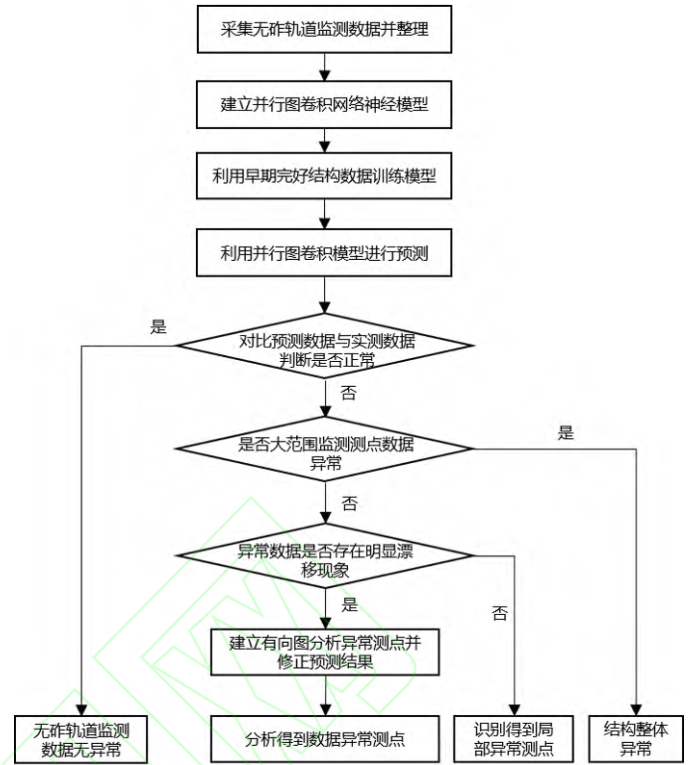 采集无砟轨道监测数据并整理
建立并行图卷积网络神经模型
利用早期完好结构数据训练模型
利用并行图卷积模型进行预测
是
对比预测数据与实测数据
判断是否正常
否
是否大范围监测测点数据
异常
是
否
异常数据是否存在明显漂
移现象
是
否
建立有向图分析异常测点并
修正预测结果
无砟轨道监测
数据无异常
分析得到数据异常测点
识别得到局
部异常测点
结构整体
异常